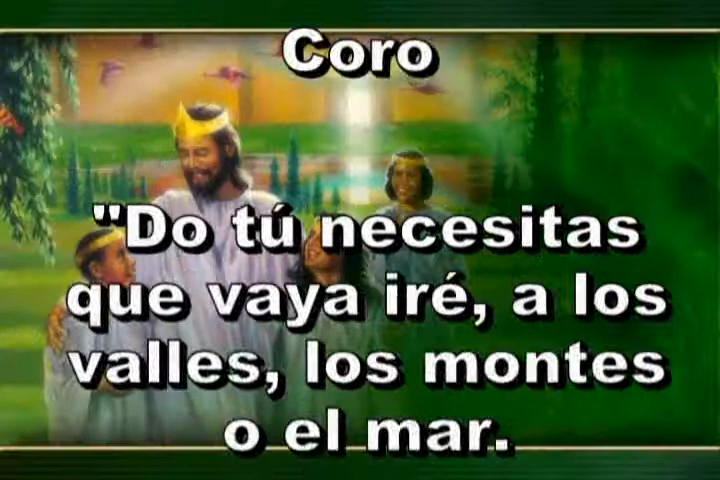 Coro
"Do tú necesitas
que vaya iré, a los
valles, los montes
o el mar.